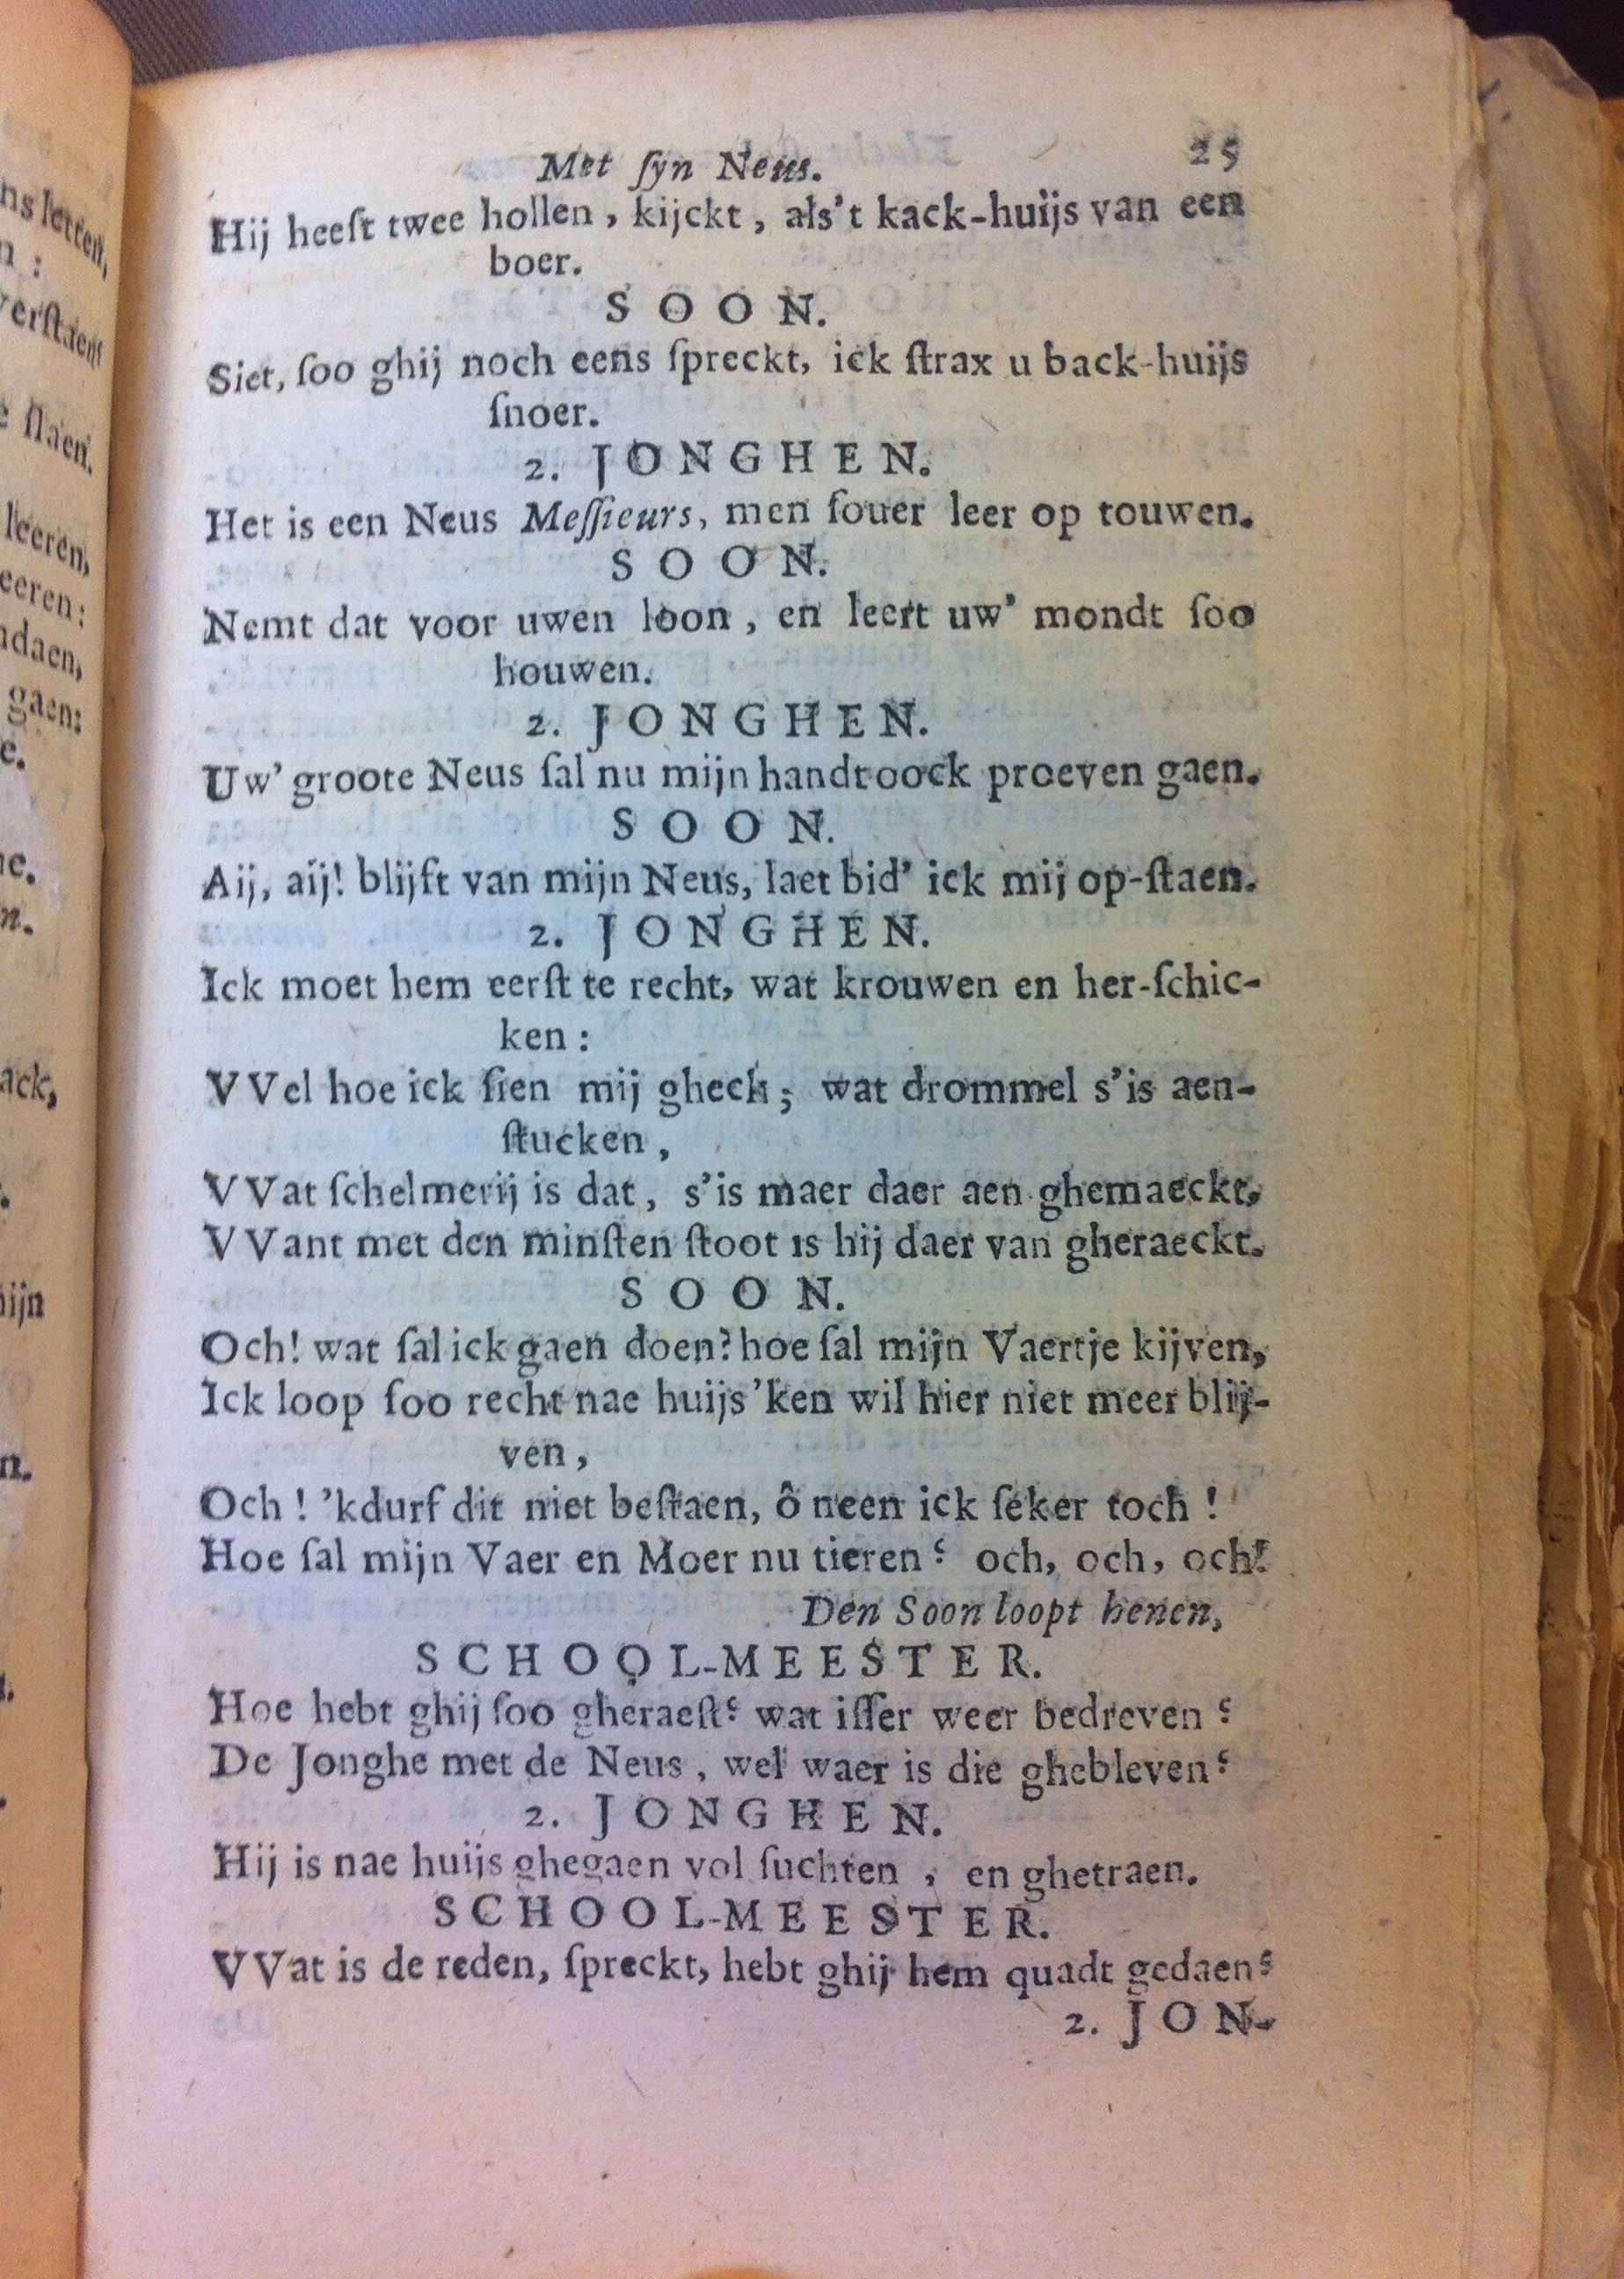 ns letten,
n :
verſtaen
e ſlaen.
leeren,
eeren:
ndaen,
gaen:
e.
ne.
n.
ack,
nijn
n.
Met ſyn Neus. 25
Hij heeft twee hollen, kijckt, als't kack-huijs van een
boer.
SOON.
Siet, ſoo ghij noch eens ſpreckt, ick ſtrax u back-huijs
ſnoer.
2. JONGHEN.
Het is een Neus Meſſieurs, men ſouer leer op touwen.
SOON.
Nemt dat voor uwen loon, en leert uw' mondt ſoo
houwen.
2. JONGHEN.
Uw' groote Neus ſal nu mijn handt oock proeven gaen.
SOON.
Aij, aij! blijft van mijn Neus, laet bid' ick mij op-ſtaen.
2. JONGHEN.
Ick moet hem eerſt te recht, wat krouwen en her-ſchic-
ken :
VVel hoe ick ſien mij gheck; wat drommel s'is aen-
ſtucken,
VVat ſchelmerij is dat, s'is maer daer aen ghemaeckt,
VVant met den minſten ſtoot is hij daer van gheraeckt.
SOON.
Och! wat ſal ick gaen doen? hoe ſal mijn Vaertje kijven,
Ick loop ſoo recht nae huijs 'ken wil hier niet meer blij-
ven,
Och! 'kdurf dit niet beſtaen, ô neen ick ſeker toch!
Hoe ſal mijn Vaer en Moer nu tieren? och, och, och!
Den Soon loopt henen,
SCHOOL-MEESTER.
Hoe hebt ghij ſoo gheraeſt? wat iſſer weer bedreven?
De Jonghe met de Neus, wel waer is die ghebleven?
2. JONGHEN.
Hij is nae huijs ghegaen vol ſuchten, en ghetraen.
SCHOOL-MEESTER.
VVat is de reden, ſpreckt, hebt ghij hem quadt gedaen?
2. JON-